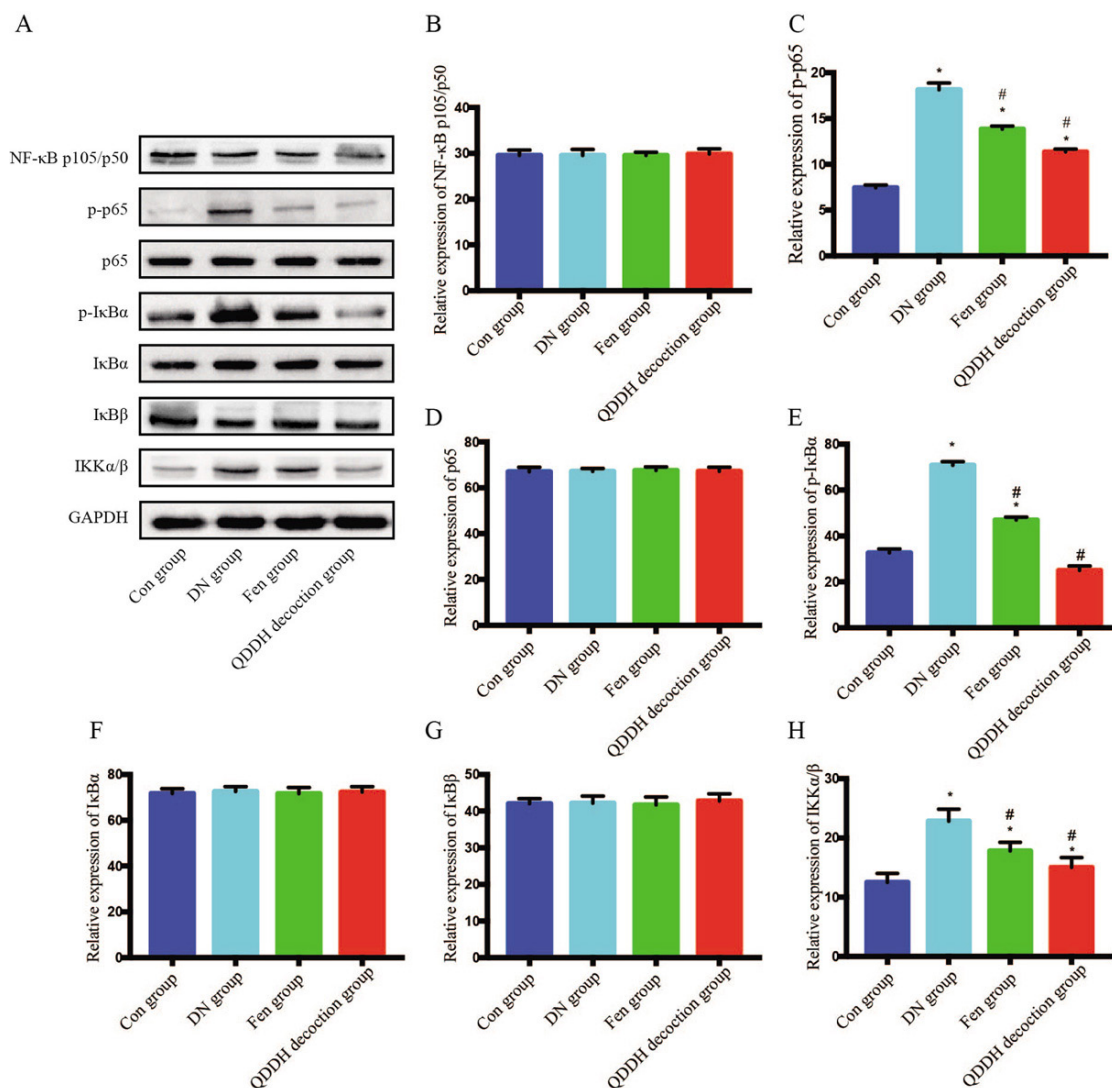 A
NF-κB p105/p50
p-p65
p65
p-IκBα
IκBα
IκBβ
IKKα/β
GAPDH
Con group
DN group
Fen group
QDDH decoction group
B
Relative expression of NF-κB p105/p50
40
30
20
10
0
Con group
DN group
Fen group
QDDH decoction group
C
Relative expression of p-p65
20
15
10
5
0
*
#
*
#
*
Con group
DN group
Fen group
QDDH decoction group
D
Relative expression of p65
80
60
40
20
0
Con group
DN group
Fen group
QDDH decoction group
E
Relative expression of p-IκBα
80
60
40
20
0
*
#
*
#
Con group
DN group
Fen group
QDDH decoction group
F
Relative expression of IκBα
80
60
40
20
0
Con group
DN group
Fen group
QDDH decoction group
G
Relative expression of IκBβ
50
40
30
20
10
0
Con group
DN group
Fen group
QDDH decoction group
H
Relative expression of IKKα/β
30
20
10
0
*
#
*
#
*
Con group
DN group
Fen group
QDDH decoction group